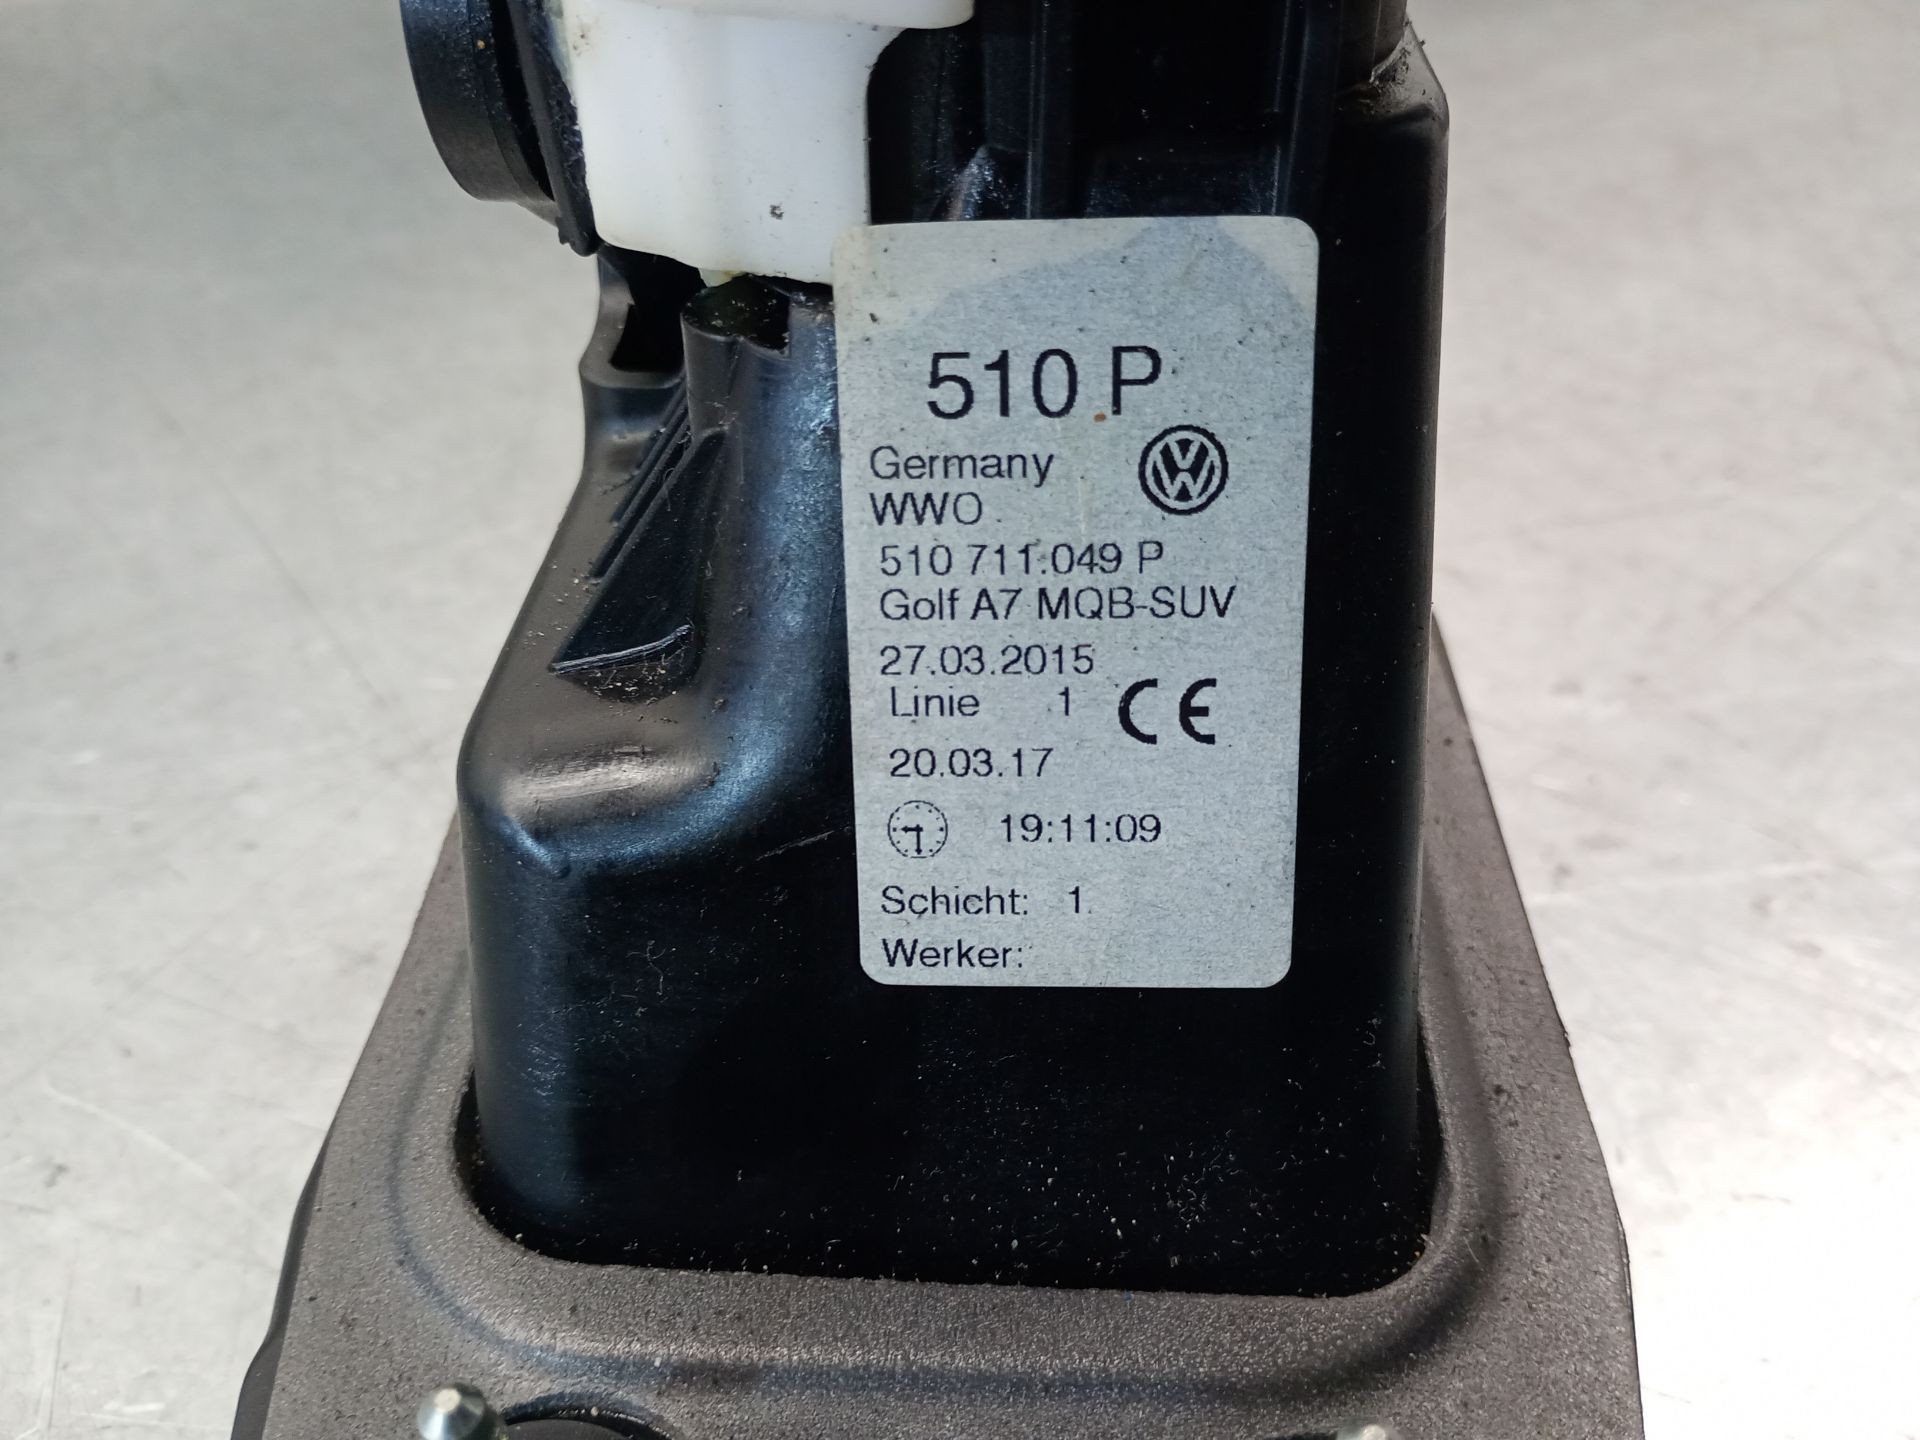 510 P
Germany
WWO
510 711.049 P
Golf A7 MQB-SUV
27.03.2015
Linie 1 CE
20.03.17
19:11:09
Schicht: 1
Werker: